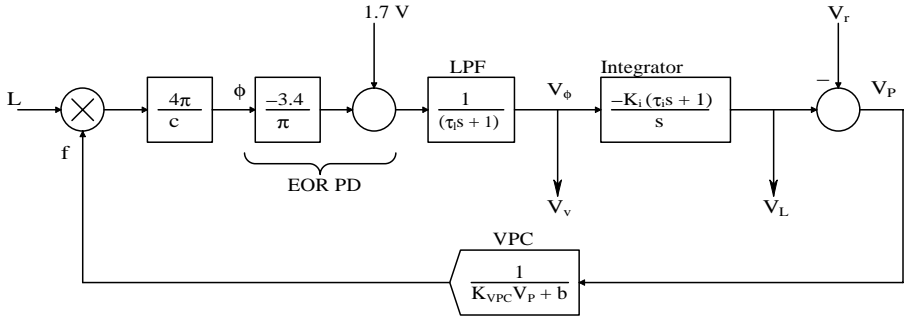 1.7 V
V_r
LPF
Integrator
L
4π
c
ϕ
−3.4
π
1
(τ_l s + 1)
V_ϕ
−K_i (τ_i s + 1)
s
−
V_P
f
EOR PD
V_v
V_L
VPC
1
K_VPC V_P + b